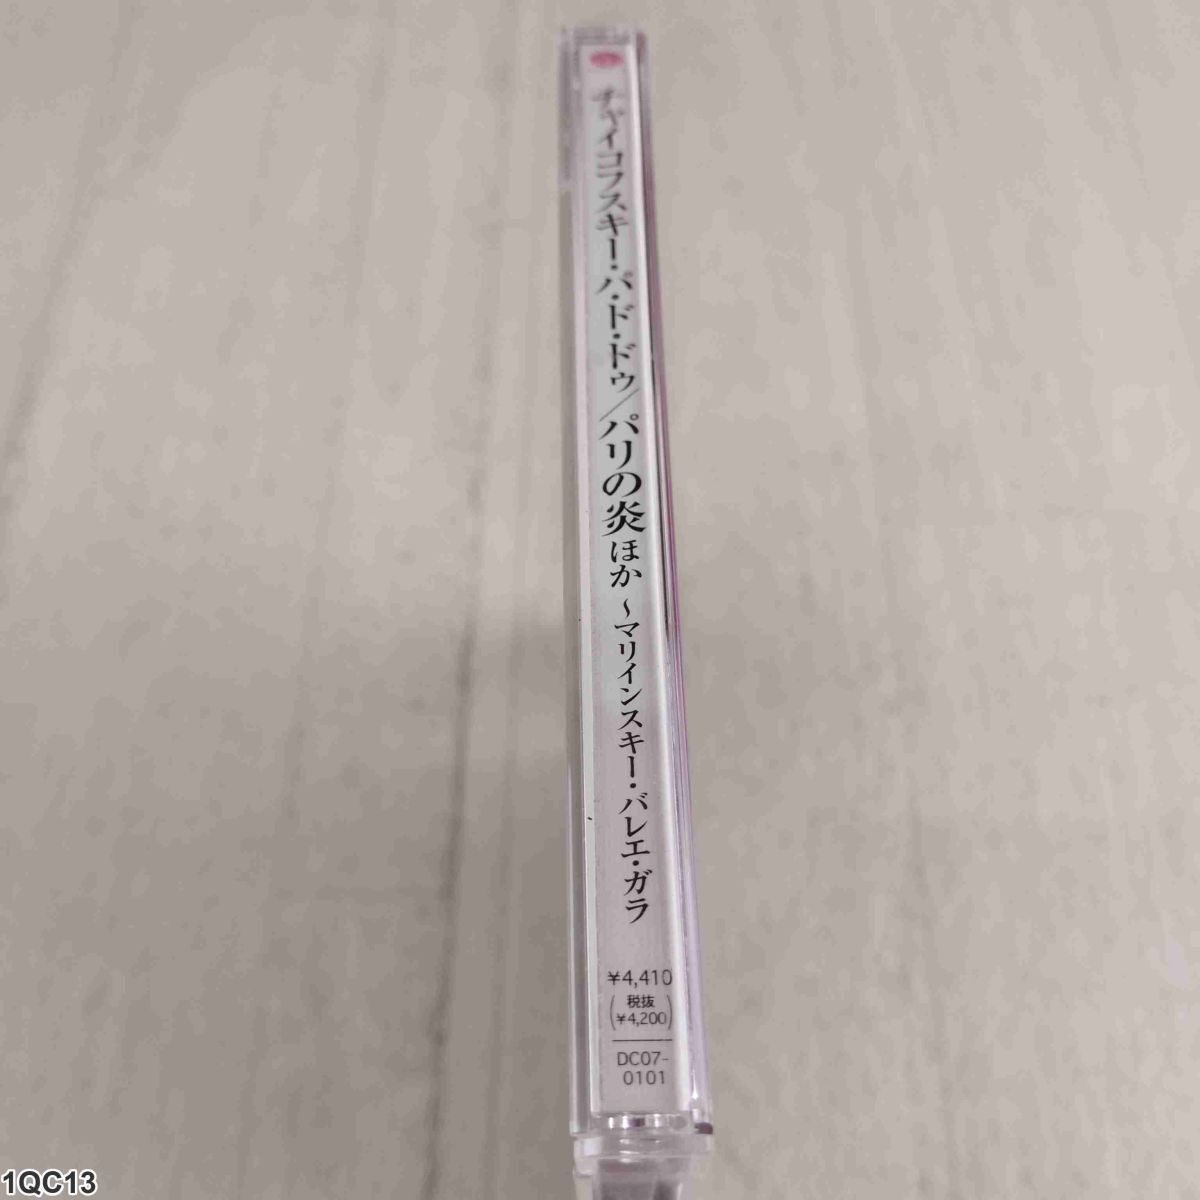 チャイコフスキー・パ・ド・ドゥ／パリの炎 ほか ～マリインスキー・バレエ・ガラ
¥4,410
(税抜
¥4,200)
DC07-
0101
1QC13